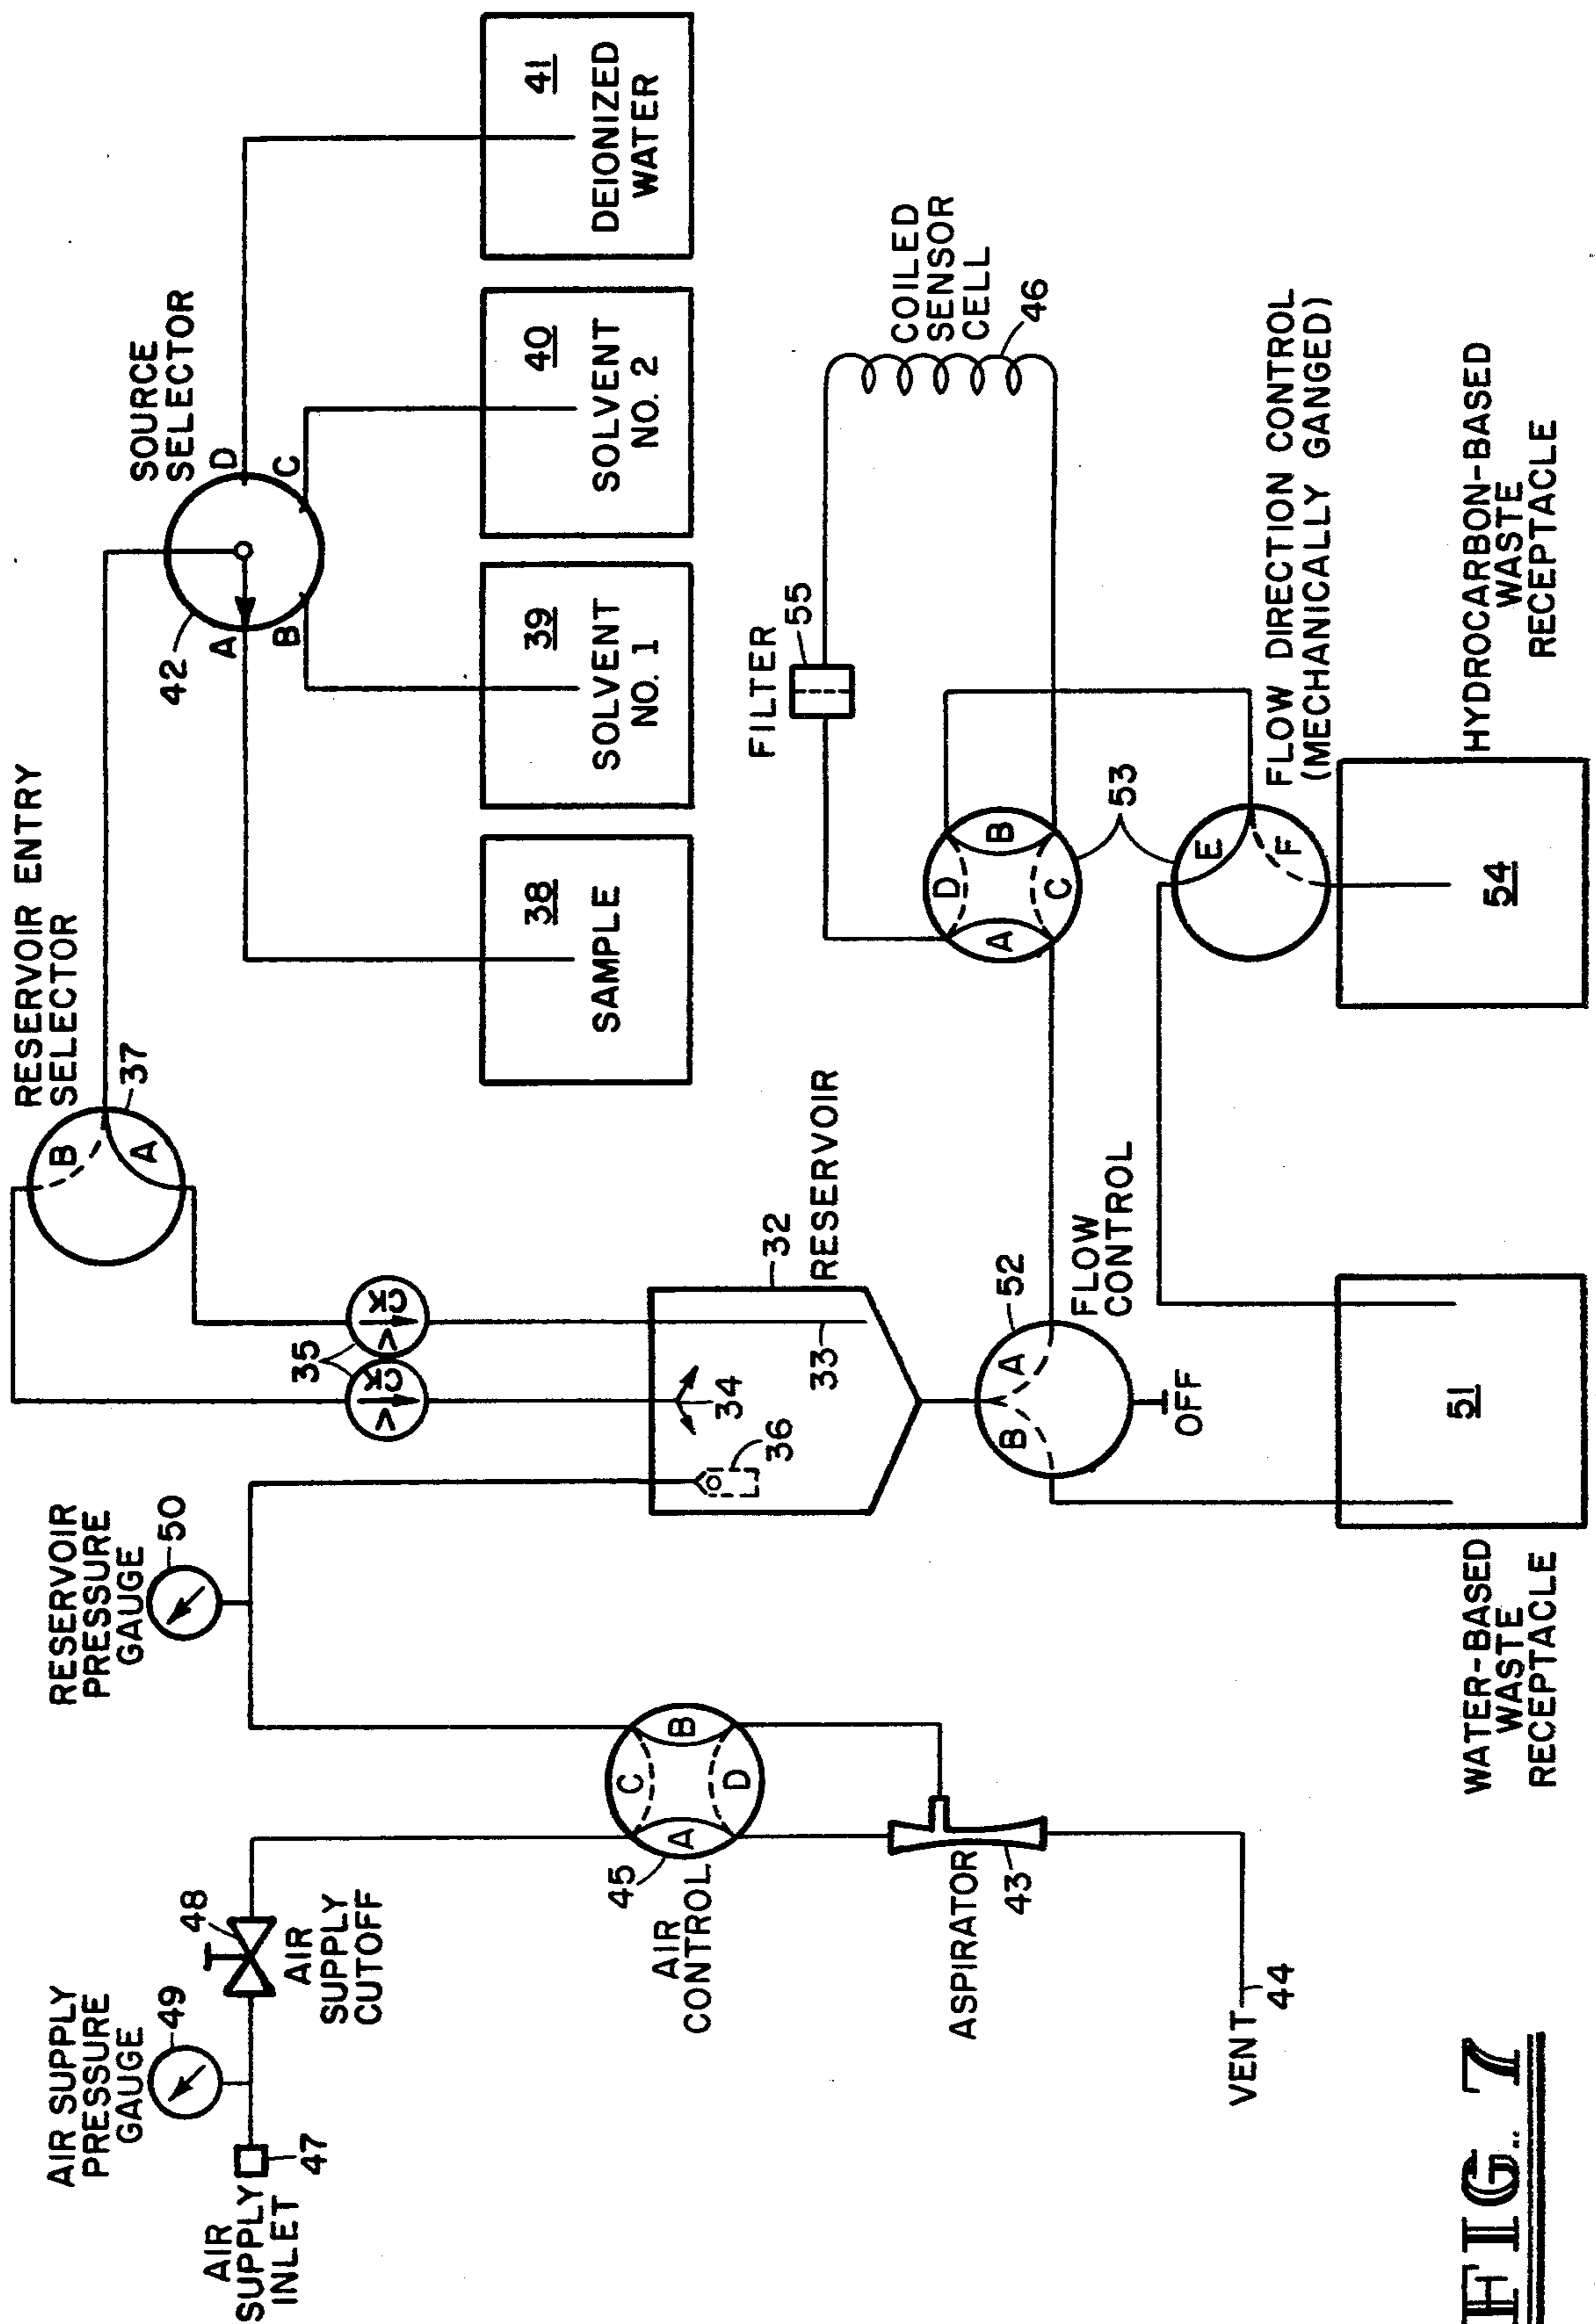 AIR SUPPLY
PRESSURE
GAUGE
49
AIR
SUPPLY
INLET
47
48
AIR
SUPPLY
CUTOFF
RESERVOIR
PRESSURE
GAUGE
50
45
AIR
CONTROL
A
B
C
D
ASPIRATOR
43
VENT
44
RESERVOIR ENTRY
SELECTOR
37
B
A
35
V
CK
V
CK
32
RESERVOIR
33
34
36
SOURCE
SELECTOR
42
A
B
C
D
38
SAMPLE
39
SOLVENT
NO. 1
40
SOLVENT
NO. 2
41
DEIONIZED
WATER
FILTER
55
COILED
SENSOR
CELL
46
52
FLOW
CONTROL
B
A
OFF
D
A
B
C
53
E
F
FLOW DIRECTION CONTROL
(MECHANICALLY GANGED)
51
WATER-BASED
WASTE
RECEPTACLE
54
HYDROCARBON-BASED
WASTE
RECEPTACLE
FIG. 7